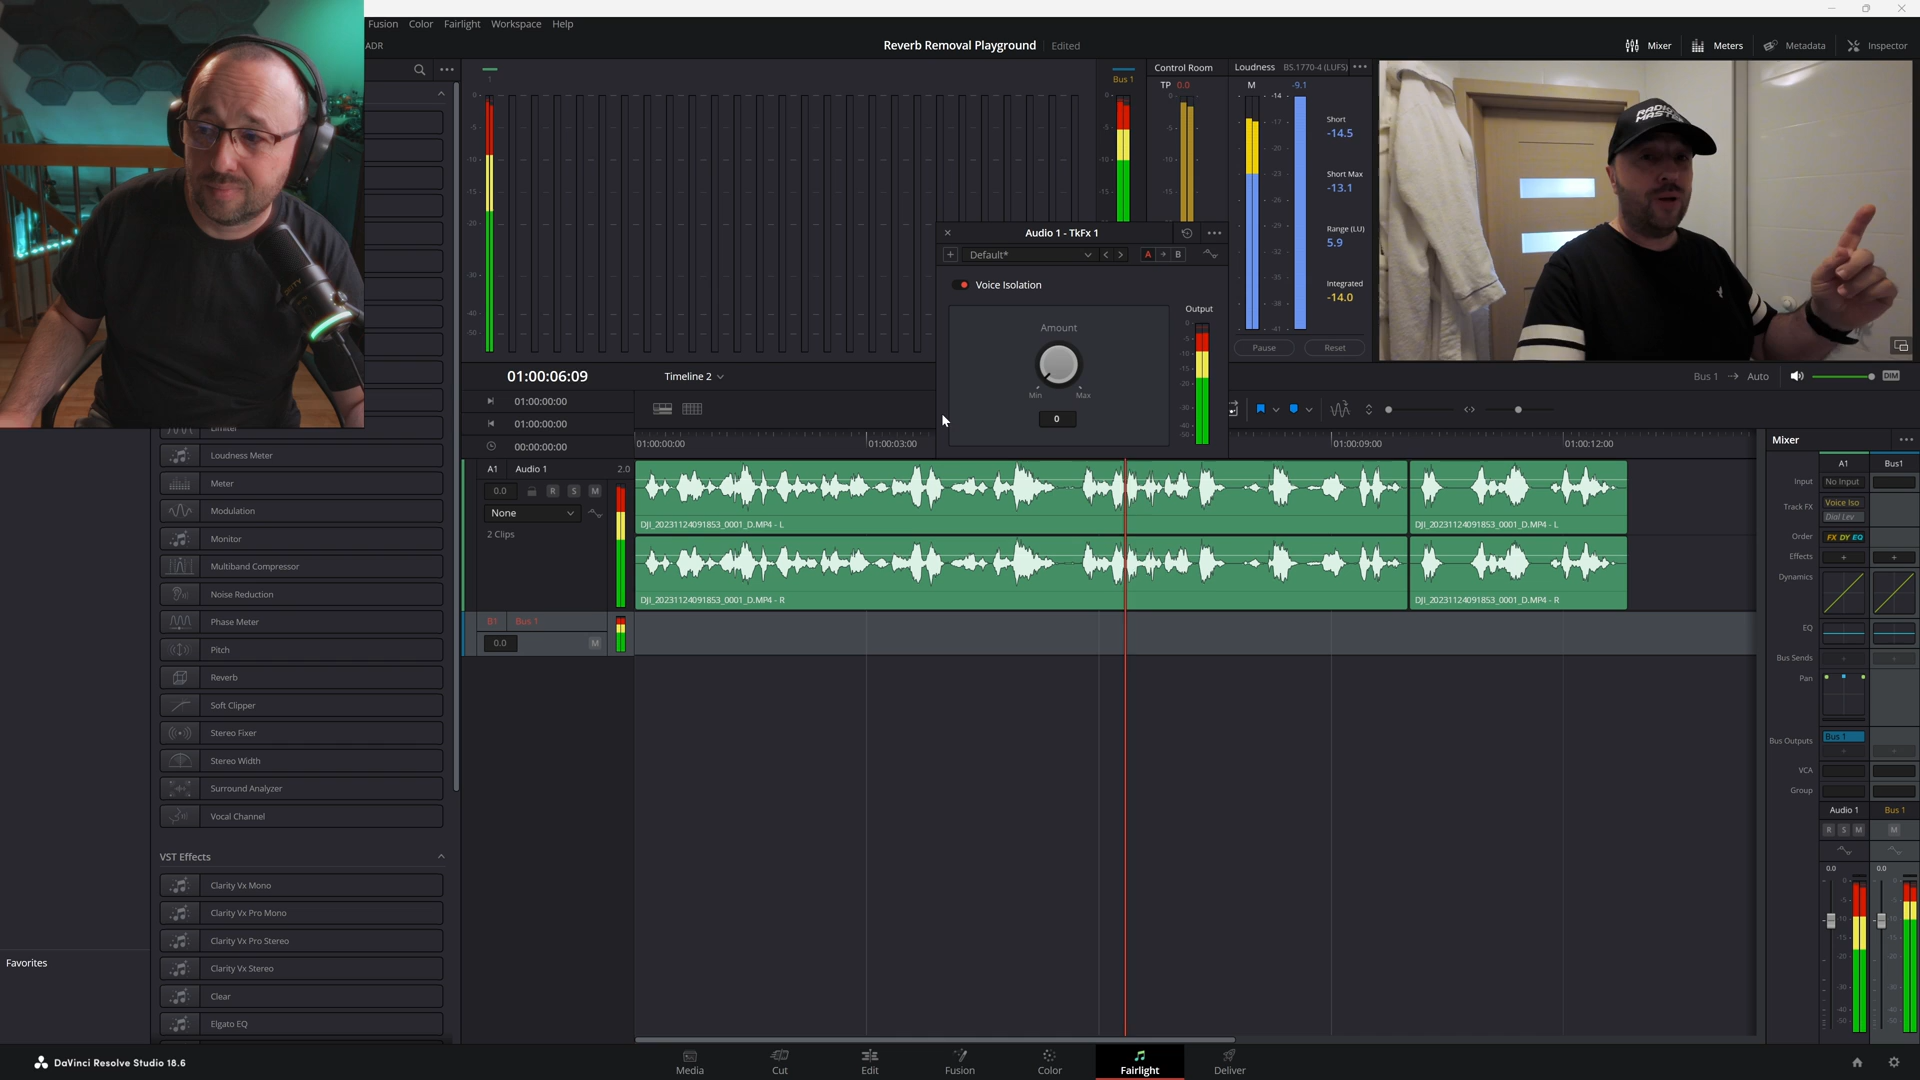 Fusion Color Fairlight Workspace Help
ADR
Reverb Removal Playground Edited
Mixer Meters Metadata Inspector
1
Bus 1
Control Room
TP 0.0
Loudness BS.1770-4 (LUFS)
M -9.1
Short
-14.5
Short Max
-13.1
Range (LU)
5.9
Integrated
-14.0
Pause Reset
RADIO MASTER
Audio 1 - TkFx 1
Default*
A B
Voice Isolation
Amount
Min Max
0
Output
01:00:06:09
Timeline 2
Bus 1 Auto DIM
01:00:00:00
01:00:00:00
00:00:00:00
01:00:00:00 01:00:03:00 01:00:09:00 01:00:12:00
A1 Audio 1 2.0
0.0 R S M
None
2 Clips
DJI_20231124091853_0001_D.MP4 - L
DJI_20231124091853_0001_D.MP4 - L
DJI_20231124091853_0001_D.MP4 - R
DJI_20231124091853_0001_D.MP4 - R
B1 Bus 1
0.0 M
Limiter
Loudness Meter
Meter
Modulation
Monitor
Multiband Compressor
Noise Reduction
Phase Meter
Pitch
Reverb
Soft Clipper
Stereo Fixer
Stereo Width
Surround Analyzer
Vocal Channel
VST Effects
Clarity Vx Mono
Clarity Vx Pro Mono
Clarity Vx Pro Stereo
Clarity Vx Stereo
Clear
Elgato EQ
Favorites
Mixer
A1 Bus1
Input No Input
Track FX Voice Iso
Dial Lev
Order FX DY EQ
Effects
Dynamics
EQ
Bus Sends
Pan
Bus Outputs Bus 1
VCA
Group
Audio 1 Bus 1
R S M M
0.0 0.0
DaVinci Resolve Studio 18.6
Media Cut Edit Fusion Color Fairlight Deliver